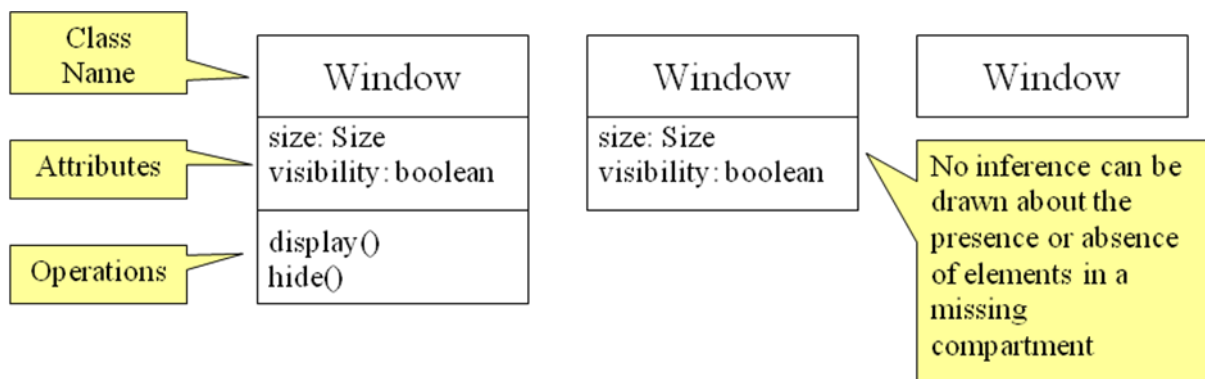 Class
Name
Attributes
Operations
Window
size: Size
visibility: boolean
display()
hide()
Window
size: Size
visibility: boolean
Window
No inference can be
drawn about the
presence or absence
of elements in a
missing
compartment